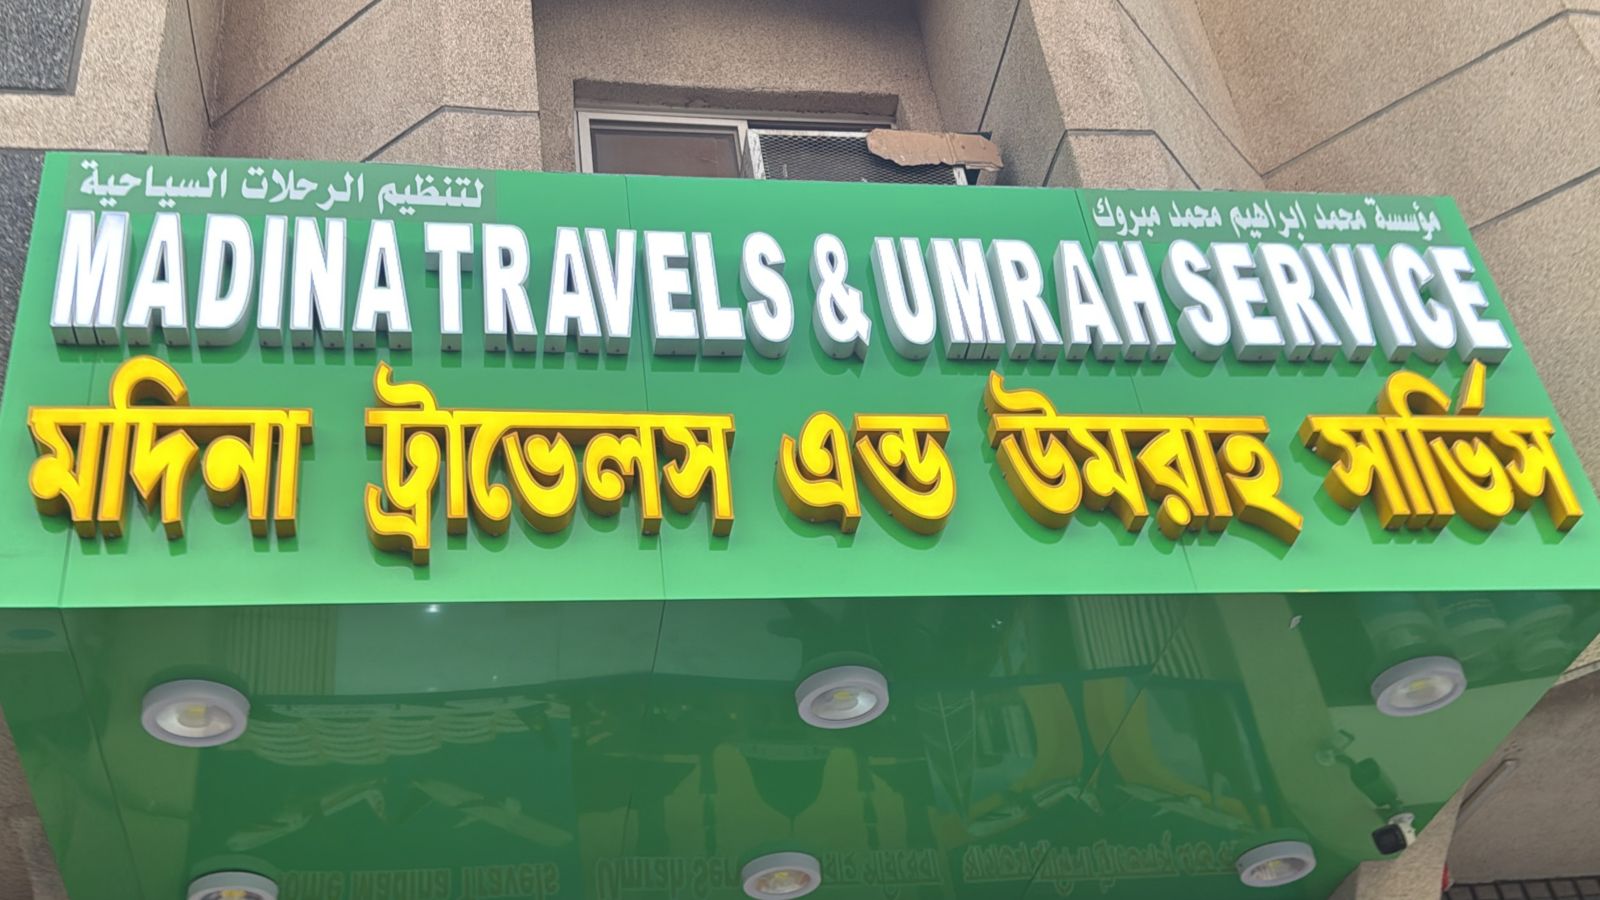 مؤسسة محمد ابراهيم محمد مبروك
لتنظيم الرحلات السياحية
MADINA TRAVELS & UMRAH SERVICE
মদিনা ট্রাভেলস এন্ড উমরাহ সার্ভিস